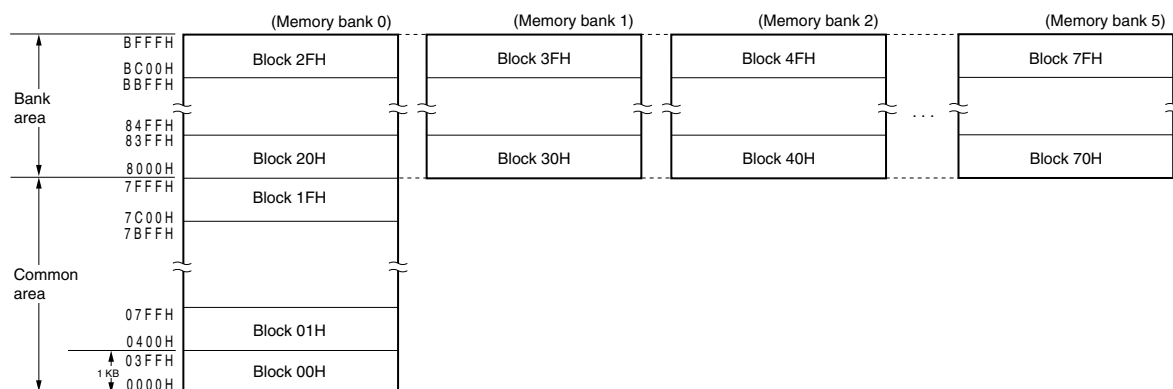 (Memory bank 0) (Memory bank 1) (Memory bank 2) (Memory bank 5)
BFFFH
Block 2FH Block 3FH Block 4FH Block 7FH
BC00H
BBFFH
Bank
area
. . .
84FFH
83FFH
Block 20H Block 30H Block 40H Block 70H
8000H
7FFFH
Block 1FH
7C00H
7BFFH
Common
area
07FFH
Block 01H
0400H
03FFH
1 KB Block 00H
0000H